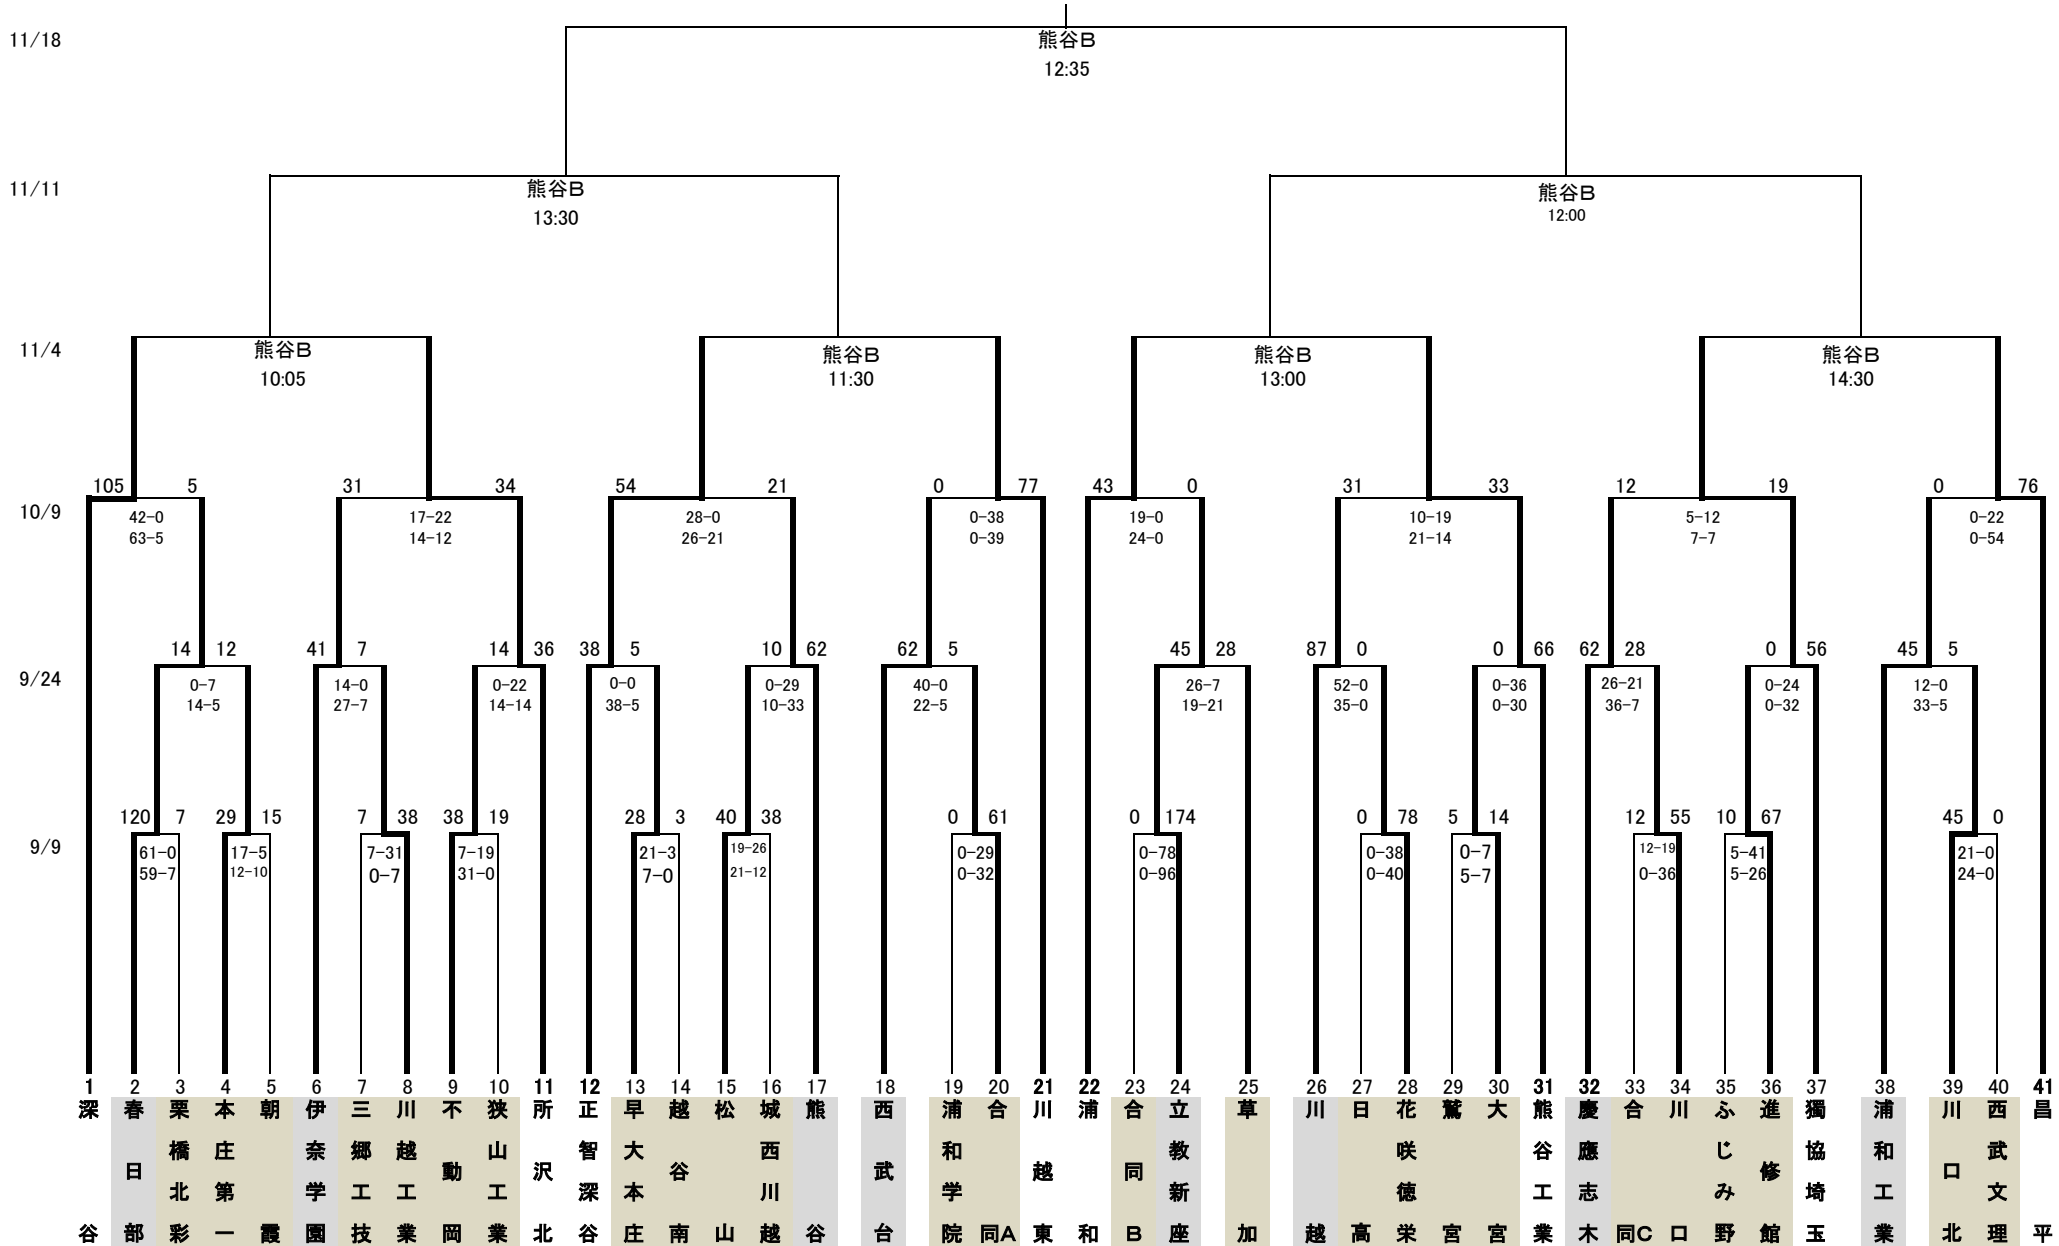 11/18
熊谷B
12:35
11/11
熊谷B
13:30
熊谷B
12:00
11/4
熊谷B
10:05
熊谷B
11:30
熊谷B
13:00
熊谷B
14:30
105 5 31 34 54 21 0 77 43 0 31 33 12 19 0 76
10/9
42-0 17-22 28-0 0-38 19-0 10-19 5-12 0-22
63-5 14-12 26-21 0-39 24-0 21-14 7-7 0-54
14 12 41 7 14 36 38 5 10 62 62 5 45 28 87 0 0 66 62 28 0 56 45 5
9/24
0-7 14-0 0-22 0-0 0-29 40-0 26-7 52-0 0-36 26-21 0-24 12-0
14-5 27-7 14-14 38-5 10-33 22-5 19-21 35-0 0-30 36-7 0-32 33-5
120 7 29 15 7 38 38 19 28 3 40 38 0 61 0 174 0 78 5 14 12 55 10 67 45 0
9/9
61-0 17-5 7-31 7-19 21-3 19-26 0-29 0-78 0-38 0-7 12-19 5-41 21-0
59-7 12-10 0-7 31-0 7-0 21-12 0-32 0-96 0-40 5-7 0-36 5-26 24-0
1 2 3 4 5 6 7 8 9 10 11 12 13 14 15 16 17 18 19 20 21 22 23 24 25 26 27 28 29 30 31 32 33 34 35 36 37 38 39 40 41
深谷
春日部
栗橋北彩
本庄第一
朝霞
伊奈学園
三郷工技
川越工業
不動岡
狭山工業
所沢北
正智深谷
早大本庄
越谷南
松山
城西川越
熊谷
西武台
浦和学院
合同A
川越東
浦和
合同B
立教新座
草加
川越
日高
花咲徳栄
鷲宮
大宮
熊谷工業
慶應志木
合同C
川口
ふじみ野
進修館
獨協埼玉
浦和工業
川口北
西武文理
昌平